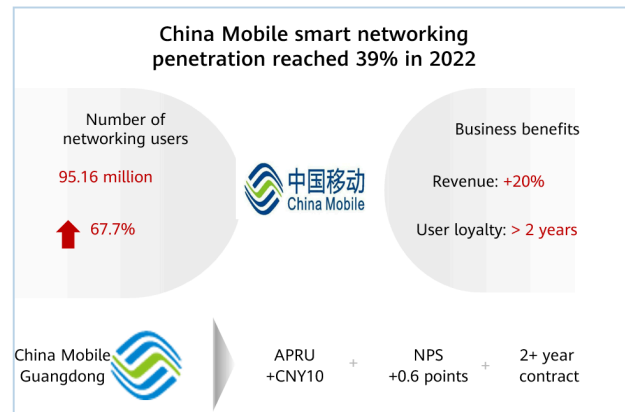 China Mobile smart networking
penetration reached 39% in 2022
Number of
networking users
95.16 million
67.7%
中国移动
China Mobile
Business benefits
Revenue: +20%
User loyalty: > 2 years
China Mobile
Guangdong
APRU
+CNY10
+
NPS
+0.6 points
+
2+ year
contract